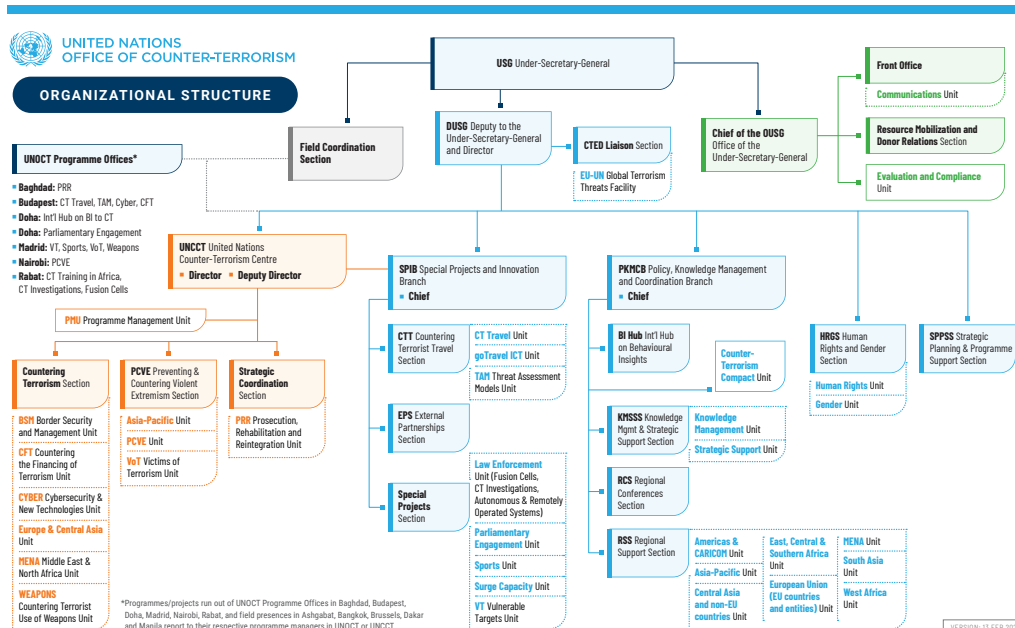 UNITED NATIONS
OFFICE OF COUNTER-TERRORISM
ORGANIZATIONAL STRUCTURE
USG Under-Secretary-General
Front Office
Communications Unit
Field Coordination
Section
DUSG Deputy to the
Under-Secretary-General
and Director
CTED Liaison Section
EU-UN Global Terrorism
Threats Facility
Chief of the OUSG
Office of the
Under-Secretary-General
Resource Mobilization and
Donor Relations Section
Evaluation and Compliance
Unit
UNOCT Programme Offices*
Baghdad: PRR
Budapest: CT Travel, TAM, Cyber, CFT
Doha: Int'l Hub on BI to CT
Doha: Parliamentary Engagement
Madrid: VT, Sports, VoT, Weapons
Nairobi: PCVE
Rabat: CT Training in Africa,
CT Investigations, Fusion Cells
UNCCT United Nations
Counter-Terrorism Centre
Director Deputy Director
SPIB Special Projects and Innovation
Branch
Chief
PKMCB Policy, Knowledge Management
and Coordination Branch
Chief
PMU Programme Management Unit
Countering
Terrorism Section
BSM Border Security
and Management Unit
CFT Countering
the Financing of
Terrorism Unit
CYBER Cybersecurity &
New Technologies Unit
Europe & Central Asia
Unit
MENA Middle East &
North Africa Unit
WEAPONS
Countering Terrorist
Use of Weapons Unit
PCVE Preventing &
Countering Violent
Extremism Section
Asia-Pacific Unit
PCVE Unit
VoT Victims of
Terrorism Unit
Strategic
Coordination
Section
PRR Prosecution,
Rehabilitation and
Reintegration Unit
CTT Countering
Terrorist Travel
Section
CT Travel Unit
goTravel ICT Unit
TAM Threat Assessment
Models Unit
EPS External
Partnerships
Section
Special
Projects
Section
Law Enforcement
Unit (Fusion Cells,
CT Investigations,
Autonomous & Remotely
Operated Systems)
Parliamentary
Engagement Unit
Sports Unit
Surge Capacity Unit
VT Vulnerable
Targets Unit
BI Hub Int'l Hub
on Behavioural
Insights
Counter-
Terrorism
Compact Unit
KMSSS Knowledge
Mgmt & Strategic
Support Section
Knowledge
Management Unit
Strategic Support Unit
RCS Regional
Conferences
Section
RSS Regional
Support Section
Americas &
CARICOM Unit
Asia-Pacific Unit
Central Asia
and non-EU
countries Unit
East, Central &
Southern Africa
Unit
European Union
(EU countries
and entities) Unit
MENA Unit
South Asia
Unit
West Africa
Unit
HRGS Human
Rights and Gender
Section
Human Rights Unit
Gender Unit
SPPSS Strategic
Planning & Programme
Support Section
*Programmes/projects run out of UNOCT Programme Offices in Baghdad, Budapest,
Doha, Madrid, Nairobi, Rabat, and field presences in Ashgabat, Bangkok, Brussels, Dakar
and Manila report to their respective programme managers in UNOCT or UNCCT
VERSION: 13 FEB